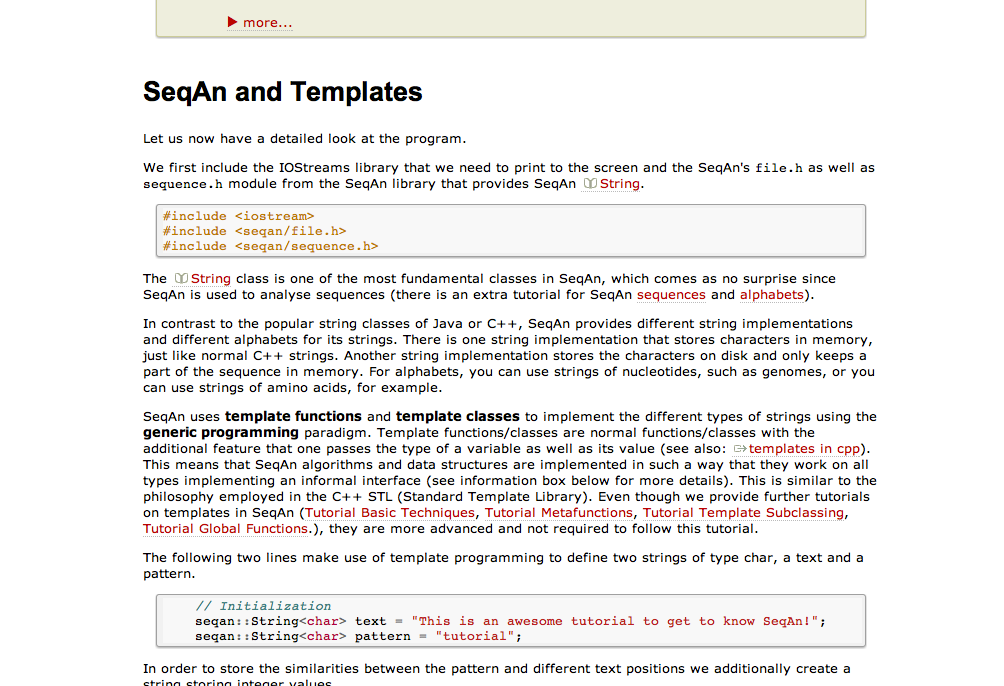 more...
SeqAn and Templates
Let us now have a detailed look at the program.
We first include the IOStreams library that we need to print to the screen and the SeqAn's file.h as well as
sequence.h module from the SeqAn library that provides SeqAn String.
#include <iostream>
#include <seqan/file.h>
#include <seqan/sequence.h>
The String class is one of the most fundamental classes in SeqAn, which comes as no surprise since
SeqAn is used to analyse sequences (there is an extra tutorial for SeqAn sequences and alphabets).
In contrast to the popular string classes of Java or C++, SeqAn provides different string implementations
and different alphabets for its strings. There is one string implementation that stores characters in memory,
just like normal C++ strings. Another string implementation stores the characters on disk and only keeps a
part of the sequence in memory. For alphabets, you can use strings of nucleotides, such as genomes, or you
can use strings of amino acids, for example.
SeqAn uses template functions and template classes to implement the different types of strings using the
generic programming paradigm. Template functions/classes are normal functions/classes with the
additional feature that one passes the type of a variable as well as its value (see also: templates in cpp).
This means that SeqAn algorithms and data structures are implemented in such a way that they work on all
types implementing an informal interface (see information box below for more details). This is similar to the
philosophy employed in the C++ STL (Standard Template Library). Even though we provide further tutorials
on templates in SeqAn (Tutorial Basic Techniques, Tutorial Metafunctions, Tutorial Template Subclassing,
Tutorial Global Functions.), they are more advanced and not required to follow this tutorial.
The following two lines make use of template programming to define two strings of type char, a text and a
pattern.
// Initialization
seqan::String<char> text = "This is an awesome tutorial to get to know SeqAn!";
seqan::String<char> pattern = "tutorial";
In order to store the similarities between the pattern and different text positions we additionally create a
string storing integer values.